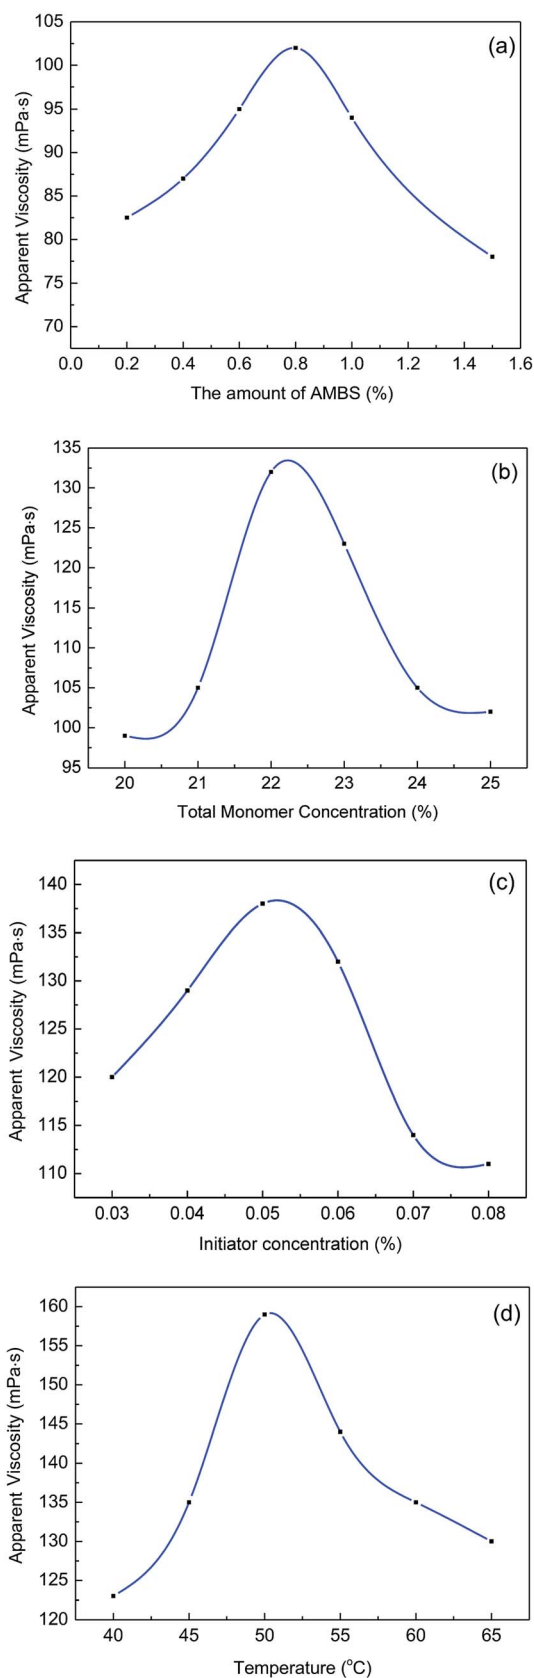 (a)
Apparent Viscosity (mPa·s)
105
100
95
90
85
80
75
70
0.0 0.2 0.4 0.6 0.8 1.0 1.2 1.4 1.6
The amount of AMBS (%)
(b)
Apparent Viscosity (mPa·s)
135
130
125
120
115
110
105
100
95
20 21 22 23 24 25
Total Monomer Concentration (%)
(c)
Apparent Viscosity (mPa·s)
140
135
130
125
120
115
110
0.03 0.04 0.05 0.06 0.07 0.08
Initiator concentration (%)
(d)
Apparent Viscosity (mPa·s)
160
155
150
145
140
135
130
125
120
40 45 50 55 60 65
Temperature (°C)